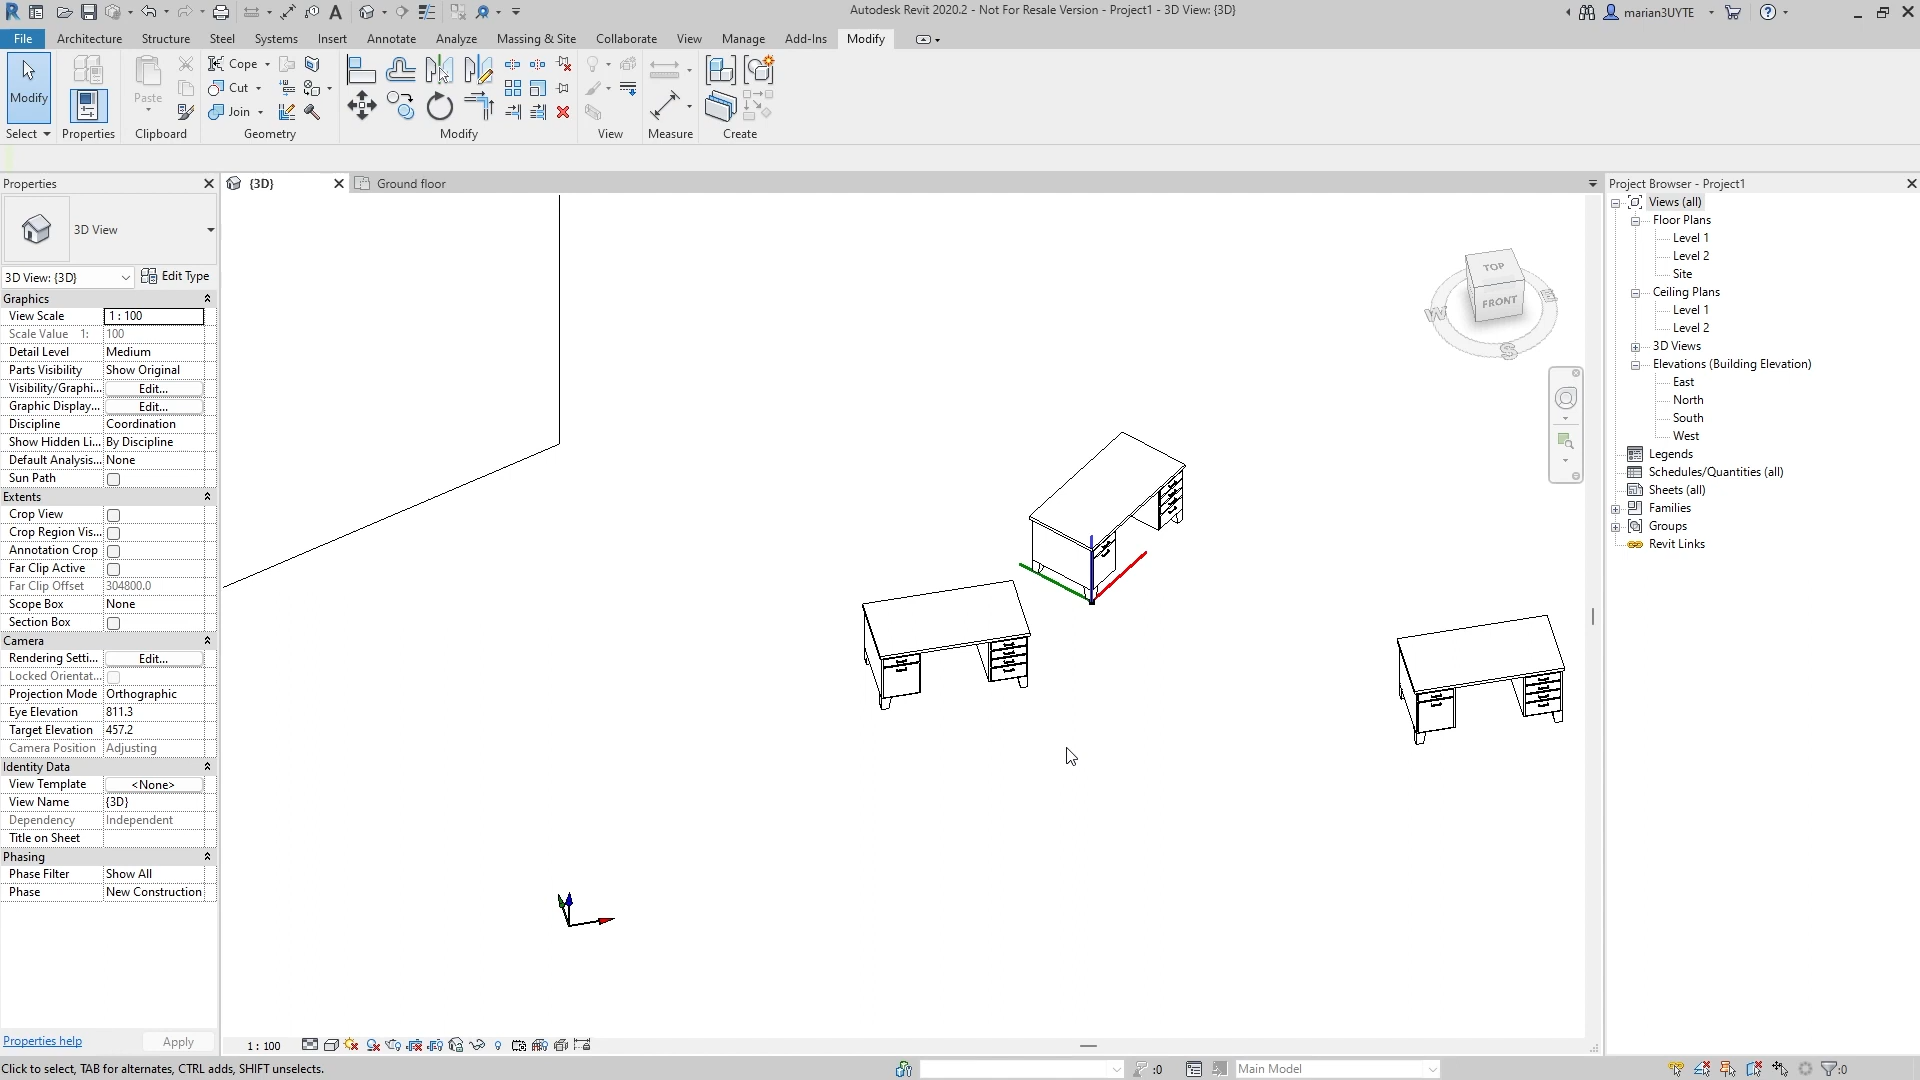 Autodesk Revit 2020.2 - Not For Resale Version - Project1 - 3D View: {3D}
marian3UYTE
File Architecture Structure Steel Systems Insert Annotate Analyze Massing & Site Collaborate View Manage Add-Ins Modify
Modify
Paste
Cope
Cut
Join
Select Properties Clipboard Geometry Modify View Measure Create
Properties
{3D}
Ground floor
Project Browser - Project1
3D View
3D View: {3D}
Edit Type
Graphics
View Scale 1 : 100
Scale Value 1: 100
Detail Level Medium
Parts Visibility Show Original
Visibility/Graphi... Edit...
Graphic Display... Edit...
Discipline Coordination
Show Hidden Li... By Discipline
Default Analysis... None
Sun Path
Extents
Crop View
Crop Region Vis...
Annotation Crop
Far Clip Active
Far Clip Offset 304800.0
Scope Box None
Section Box
Camera
Rendering Setti... Edit...
Locked Orientat...
Projection Mode Orthographic
Eye Elevation 811.3
Target Elevation 457.2
Camera Position Adjusting
Identity Data
View Template <None>
View Name {3D}
Dependency Independent
Title on Sheet
Phasing
Phase Filter Show All
Phase New Construction
Properties help
Apply
TOP
FRONT
W
E
S
Views (all)
Floor Plans
Level 1
Level 2
Site
Ceiling Plans
Level 1
Level 2
3D Views
Elevations (Building Elevation)
East
North
South
West
Legends
Schedules/Quantities (all)
Sheets (all)
Families
Groups
Revit Links
1 : 100
Click to select, TAB for alternates, CTRL adds, SHIFT unselects.
:0
Main Model
:0